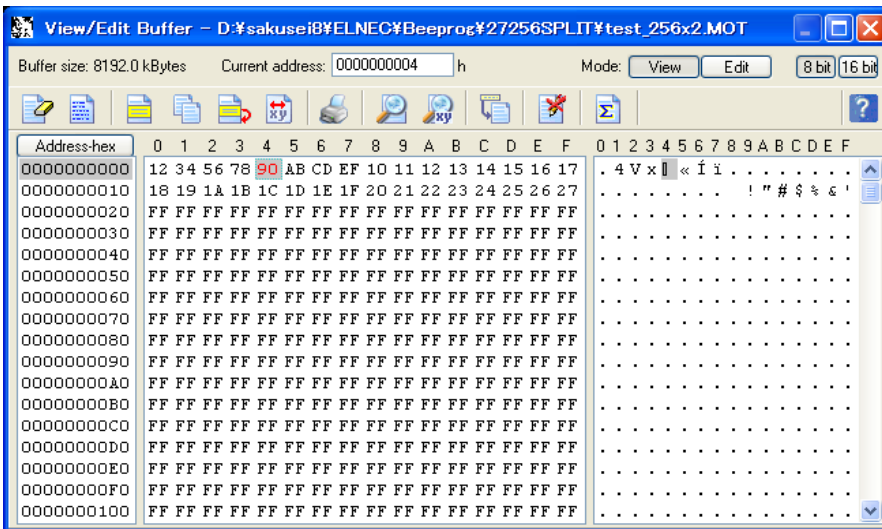 View/Edit Buffer - D:¥sakusei8¥ELNEC¥Beeprog¥27256SPLIT¥test_256x2.MOT
Buffer size: 8192.0 kBytes Current address: 0000000004 h Mode: View Edit 8 bit 16 bit
xy xy Σ ?
Address-hex 0 1 2 3 4 5 6 7 8 9 A B C D E F 0 1 2 3 4 5 6 7 8 9 A B C D E F
0000000000 12 34 56 78 90 AB CD EF 10 11 12 13 14 15 16 17 . 4 V x ▯ « Í ï . . . . . . . .
0000000010 18 19 1A 1B 1C 1D 1E 1F 20 21 22 23 24 25 26 27 . . . . . . . . ! " # $ % & '
0000000020 FF FF FF FF FF FF FF FF FF FF FF FF FF FF FF FF . . . . . . . . . . . . . . . .
0000000030 FF FF FF FF FF FF FF FF FF FF FF FF FF FF FF FF . . . . . . . . . . . . . . . .
0000000040 FF FF FF FF FF FF FF FF FF FF FF FF FF FF FF FF . . . . . . . . . . . . . . . .
0000000050 FF FF FF FF FF FF FF FF FF FF FF FF FF FF FF FF . . . . . . . . . . . . . . . .
0000000060 FF FF FF FF FF FF FF FF FF FF FF FF FF FF FF FF . . . . . . . . . . . . . . . .
0000000070 FF FF FF FF FF FF FF FF FF FF FF FF FF FF FF FF . . . . . . . . . . . . . . . .
0000000080 FF FF FF FF FF FF FF FF FF FF FF FF FF FF FF FF . . . . . . . . . . . . . . . .
0000000090 FF FF FF FF FF FF FF FF FF FF FF FF FF FF FF FF . . . . . . . . . . . . . . . .
00000000A0 FF FF FF FF FF FF FF FF FF FF FF FF FF FF FF FF . . . . . . . . . . . . . . . .
00000000B0 FF FF FF FF FF FF FF FF FF FF FF FF FF FF FF FF . . . . . . . . . . . . . . . .
00000000C0 FF FF FF FF FF FF FF FF FF FF FF FF FF FF FF FF . . . . . . . . . . . . . . . .
00000000D0 FF FF FF FF FF FF FF FF FF FF FF FF FF FF FF FF . . . . . . . . . . . . . . . .
00000000E0 FF FF FF FF FF FF FF FF FF FF FF FF FF FF FF FF . . . . . . . . . . . . . . . .
00000000F0 FF FF FF FF FF FF FF FF FF FF FF FF FF FF FF FF . . . . . . . . . . . . . . . .
0000000100 FF FF FF FF FF FF FF FF FF FF FF FF FF FF FF FF . . . . . . . . . . . . . . . .